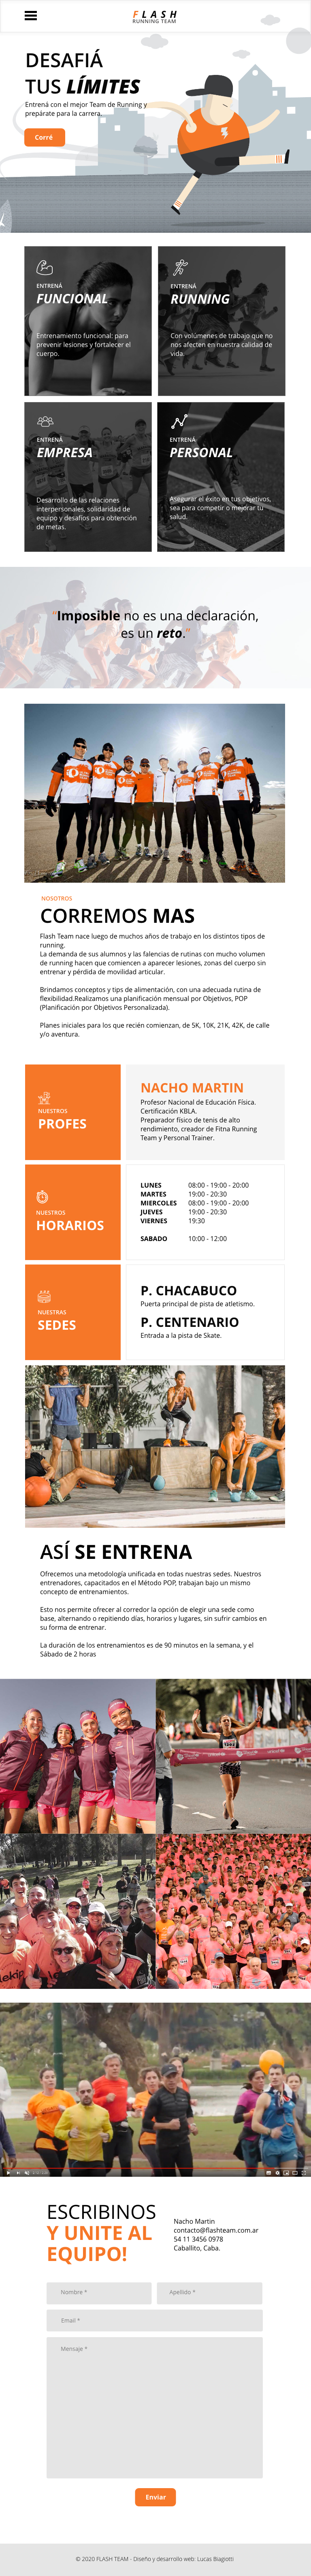 FLASH
RUNNING TEAM
DESAFIÁ
TUS LÍMITES
Entrená con el mejor Team de Running y
prepárate para la carrera.
Corré
ENTRENÁ
FUNCIONAL
Entrenamiento funcional: para
prevenir lesiones y fortalecer el
cuerpo.
ENTRENÁ
RUNNING
Con volúmenes de trabajo que no
nos afecten en nuestra calidad de
vida.
ENTRENÁ
EMPRESA
Desarrollo de las relaciones
interpersonales, solidaridad de
equipo y desafíos para obtención
de metas.
ENTRENÁ
PERSONAL
Asegurar el éxito en tus objetivos,
sea para competir o mejorar tu
salud.
"Imposible no es una declaración,
es un reto."
NOSOTROS
CORREMOS MAS
Flash Team nace luego de muchos años de trabajo en los distintos tipos de
running.
La demanda de sus alumnos y las falencias de rutinas con mucho volumen
de running hacen que comiencen a aparecer lesiones, zonas del cuerpo sin
entrenar y pérdida de movilidad articular.
Brindamos conceptos y tips de alimentación, con una adecuada rutina de
flexibilidad.Realizamos una planificación mensual por Objetivos, POP
(Planificación por Objetivos Personalizada).
Planes iniciales para los que recién comienzan, de 5K, 10K, 21K, 42K, de calle
y/o aventura.
NUESTROS
PROFES
NACHO MARTIN
Profesor Nacional de Educación Física.
Certificación KBLA.
Preparador físico de tenis de alto
rendimiento, creador de Fitna Running
Team y Personal Trainer.
NUESTROS
HORARIOS
LUNES 08:00 - 19:00 - 20:00
MARTES 19:00 - 20:30
MIERCOLES 08:00 - 19:00 - 20:00
JUEVES 19:00 - 20:30
VIERNES 19:30
SABADO 10:00 - 12:00
NUESTRAS
SEDES
P. CHACABUCO
Puerta principal de pista de atletismo.
P. CENTENARIO
Entrada a la pista de Skate.
ASÍ SE ENTRENA
Ofrecemos una metodología unificada en todas nuestras sedes. Nuestros
entrenadores, capacitados en el Método POP, trabajan bajo un mismo
concepto de entrenamientos.
Esto nos permite ofrecer al corredor la opción de elegir una sede como
base, alternando o repitiendo días, horarios y lugares, sin sufrir cambios en
su forma de entrenar.
La duración de los entrenamientos es de 90 minutos en la semana, y el
Sábado de 2 horas
ESCRIBINOS
Y UNITE AL
EQUIPO!
Nacho Martin
contacto@flashteam.com.ar
54 11 3456 0978
Caballito, Caba.
Nombre *
Apellido *
Email *
Mensaje *
Enviar
© 2020 FLASH TEAM - Diseño y desarrollo web: Lucas Biagiotti